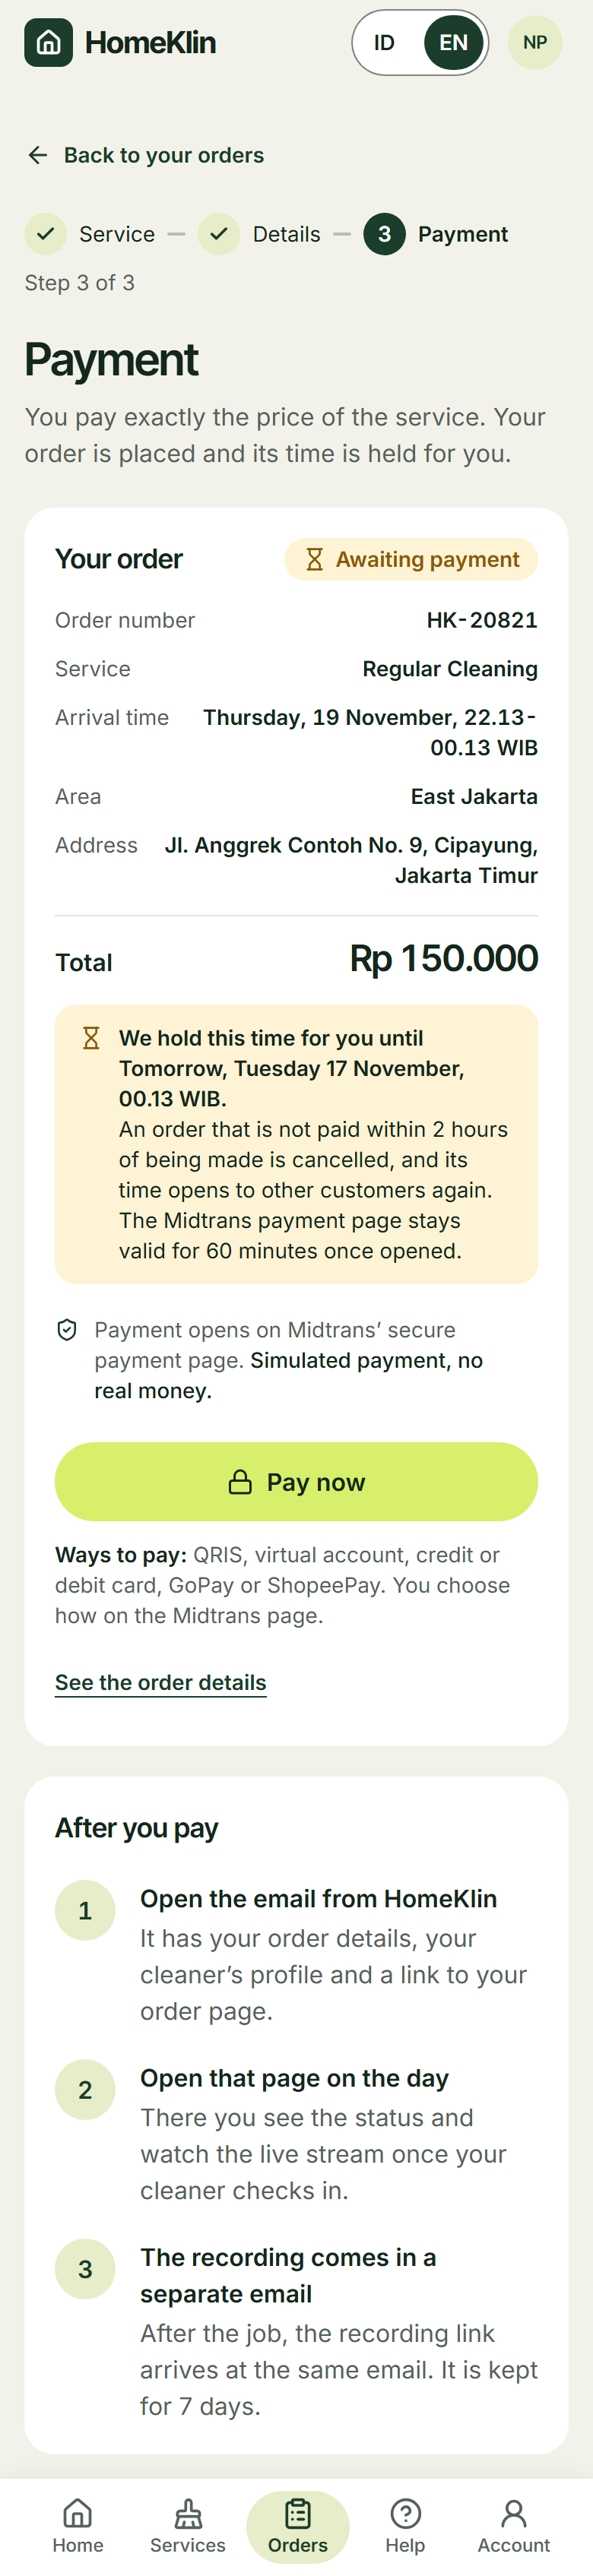 HomeKlin
ID
EN
NP
Back to your orders
Service
Details
3
Payment
Step 3 of 3
Payment
You pay exactly the price of the service. Your
order is placed and its time is held for you.
Your order
Awaiting payment
Order number
HK-20821
Service
Regular Cleaning
Arrival time
Thursday, 19 November, 22.13-
00.13 WIB
Area
East Jakarta
Address
Jl. Anggrek Contoh No. 9, Cipayung,
Jakarta Timur
Total
Rp 150.000
We hold this time for you until
Tomorrow, Tuesday 17 November,
00.13 WIB.
An order that is not paid within 2 hours
of being made is cancelled, and its
time opens to other customers again.
The Midtrans payment page stays
valid for 60 minutes once opened.
Payment opens on Midtrans’ secure
payment page. Simulated payment, no
real money.
Pay now
Ways to pay: QRIS, virtual account, credit or
debit card, GoPay or ShopeePay. You choose
how on the Midtrans page.
See the order details
After you pay
1
Open the email from HomeKlin
It has your order details, your
cleaner’s profile and a link to your
order page.
2
Open that page on the day
There you see the status and
watch the live stream once your
cleaner checks in.
3
The recording comes in a
separate email
After the job, the recording link
arrives at the same email. It is kept
for 7 days.
Home
Services
Orders
Help
Account